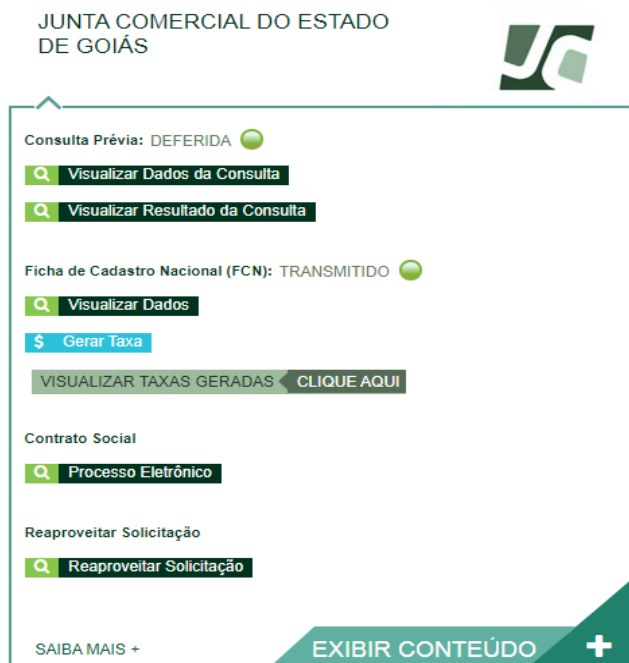 JUNTA COMERCIAL DO ESTADO
DE GOIÁS
Consulta Prévia: DEFERIDA
Visualizar Dados da Consulta
Visualizar Resultado da Consulta
Ficha de Cadastro Nacional (FCN): TRANSMITIDO
Visualizar Dados
$ Gerar Taxa
VISUALIZAR TAXAS GERADAS CLIQUE AQUI
Contrato Social
Processo Eletrônico
Reaproveitar Solicitação
Reaproveitar Solicitação
SAIBA MAIS + EXIBIR CONTEÚDO +